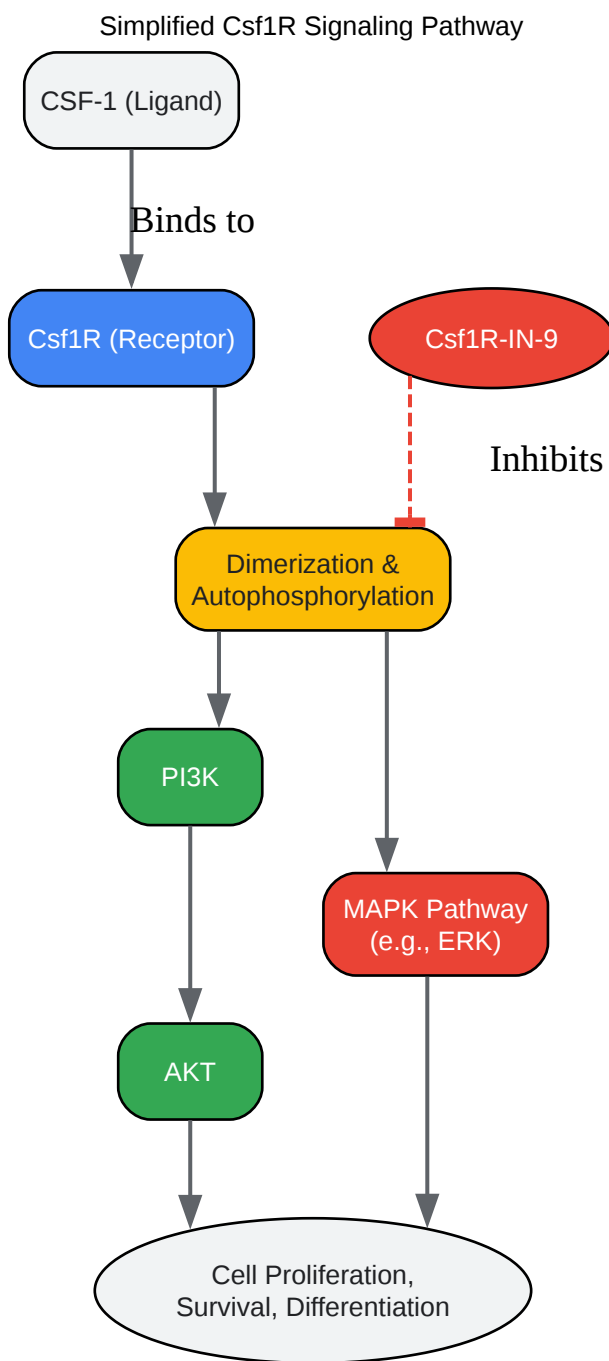 Simplified Csf1R Signaling Pathway
CSF-1 (Ligand)
Binds to
Csf1R (Receptor)
Csf1R-IN-9
Inhibits
Dimerization &
Autophosphorylation
PI3K
MAPK Pathway
(e.g., ERK)
AKT
Cell Proliferation,
Survival, Differentiation